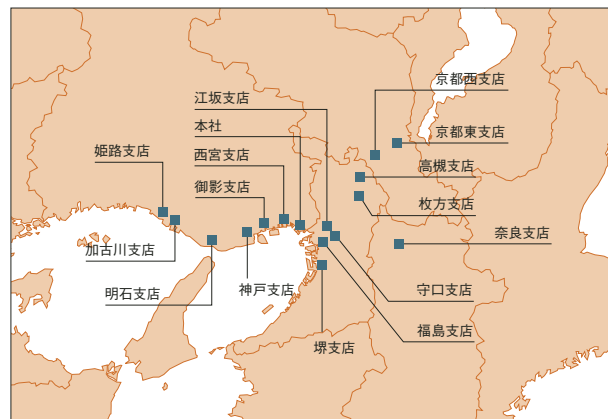 京都西支店
江坂支店
本社
京都東支店
姫路支店
西宮支店
高槻支店
御影支店
枚方支店
奈良支店
加古川支店
明石支店
神戸支店
守口支店
福島支店
堺支店